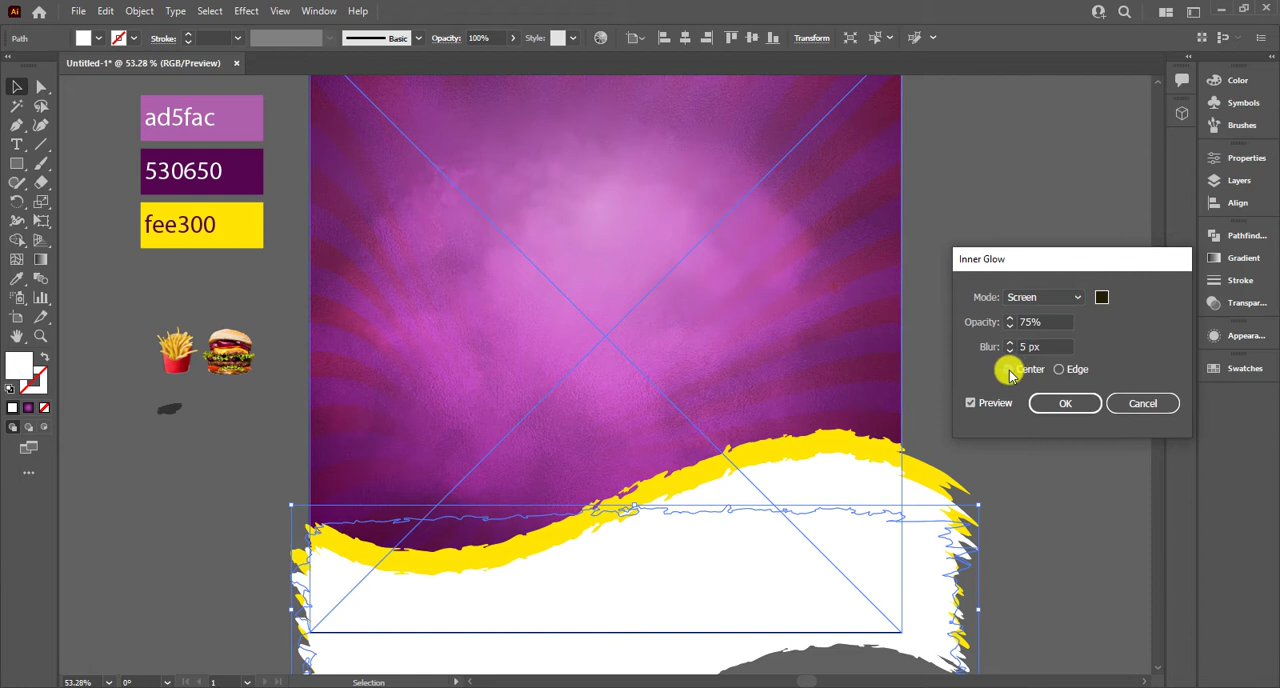 Ai File Edit Object Type Select Effect View Window Help
Path Stroke: Basic Opacity: 100% Style: Transform
Untitled-1* @ 53.28 % (RGB/Preview) ×
ad5fac
530650
fee300
Color
Symbols
Brushes
Properties
Layers
Align
Pathfind...
Gradient
Stroke
Transpar...
Appeara...
Swatches
Inner Glow
Mode: Screen
Opacity: 75%
Blur: 5 px
Center Edge
Preview OK Cancel
53.28% 0° 1 Selection